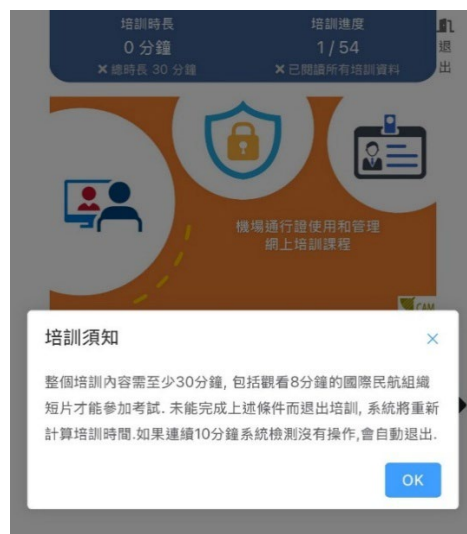 培訓時長
培訓進度
0 分鐘
1 / 54
退
出
✕ 總時長 30 分鐘
✕ 已閱讀所有培訓資料
機場通行證使用和管理
網上培訓課程
CAM
培訓須知
整個培訓內容需至少30分鐘, 包括觀看8分鐘的國際民航組織
短片才能參加考試. 未能完成上述條件而退出培訓, 系統將重新
計算培訓時間.如果連續10分鐘系統檢測沒有操作,會自動退出.
OK